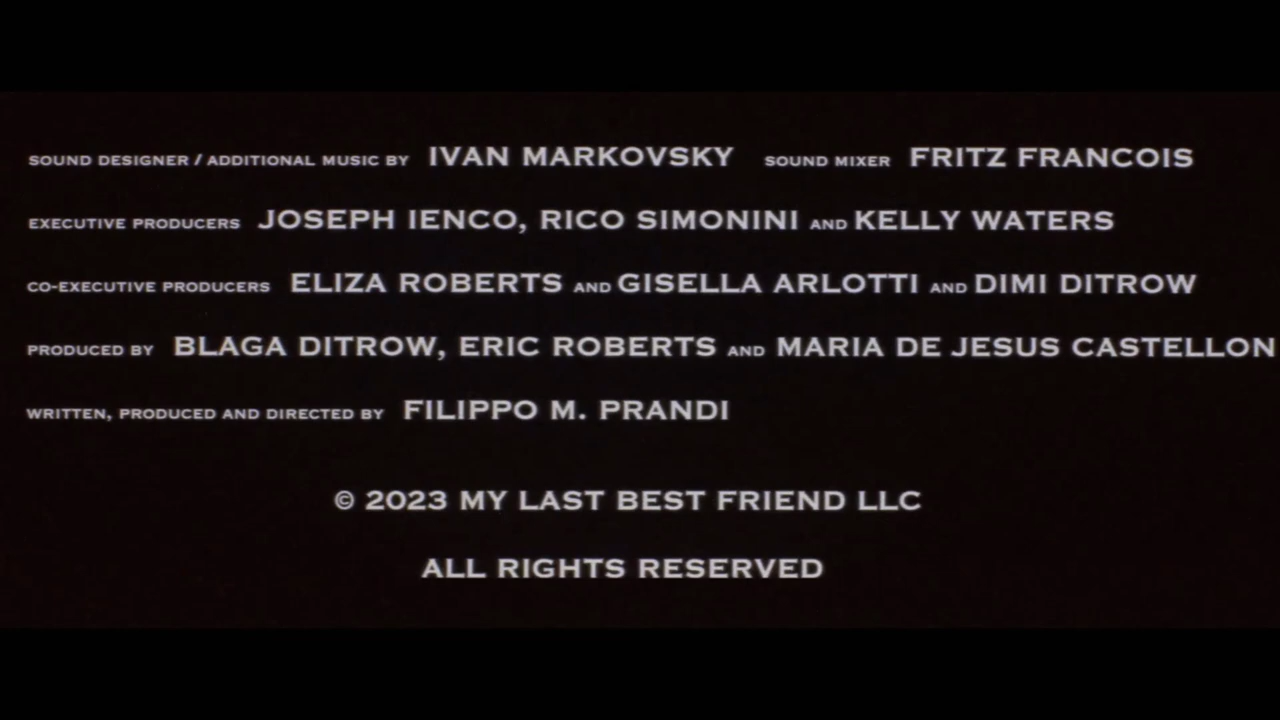 SOUND DESIGNER / ADDITIONAL MUSIC BY IVAN MARKOVSKY SOUND MIXER FRITZ FRANCOIS
EXECUTIVE PRODUCERS JOSEPH IENCO, RICO SIMONINI AND KELLY WATERS
CO-EXECUTIVE PRODUCERS ELIZA ROBERTS AND GISELLA ARLOTTI AND DIMI DITROW
PRODUCED BY BLAGA DITROW, ERIC ROBERTS AND MARIA DE JESUS CASTELLON
WRITTEN, PRODUCED AND DIRECTED BY FILIPPO M. PRANDI
© 2023 MY LAST BEST FRIEND LLC
ALL RIGHTS RESERVED